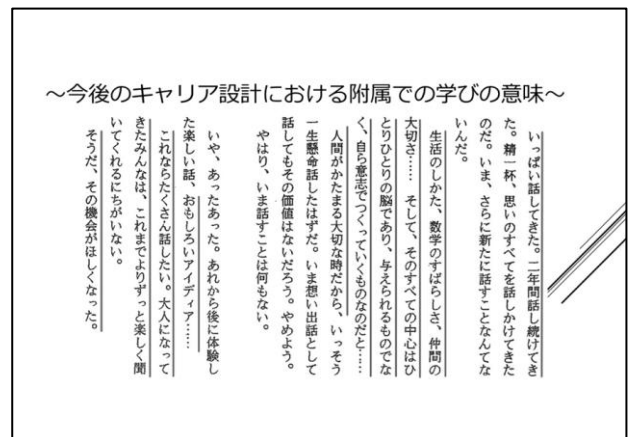 ～今後のキャリア設計における附属での学びの意味～
いっぱい話してきた。二年間話し続けてき
た。精一杯、思いのすべてを話しかけてきた
のだ。いま、さらに新たに話すことなんてな
いんだ。
生活のしかた、数学のすばらしさ、仲間の
大切さ……　そして、そのすべての中心はひ
とりひとりの脳であり、与えられるものでな
く、自ら意志でつくっていくものなのだと……
人間がかたまる大切な時だから、いっそう
一生懸命話したはずだ。いま想い出話として
話してもその価値はないだろう。やめよう。
やはり、いま話すことは何もない。
いや、あったあった。あれから後に体験し
た楽しい話、おもしろいアイディア……
これならたくさん話したい。大人になって
きたみんなは、これまでよりずっと楽しく聞
いてくれるにちがいない。
そうだ、その機会がほしくなった。